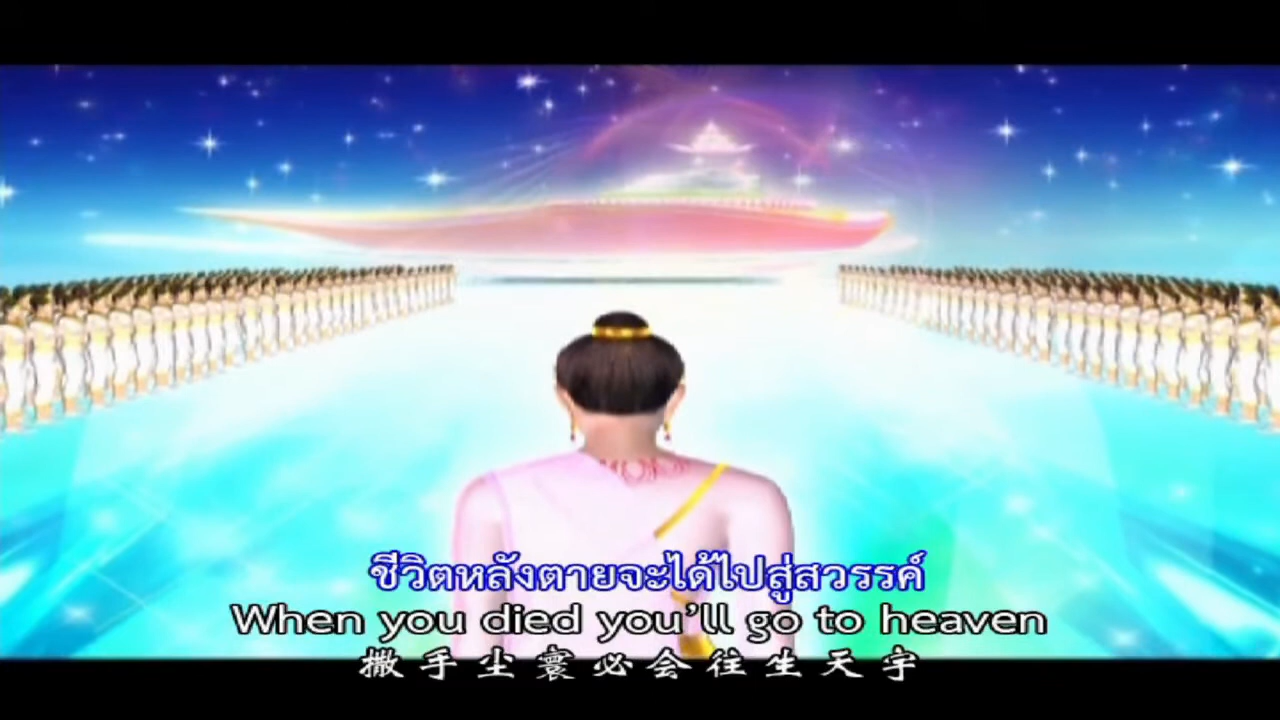 ชีวิตหลังตายจะได้ไปสู่สวรรค์
When you died you'll go to heaven
撒手尘寰必会往生天宇